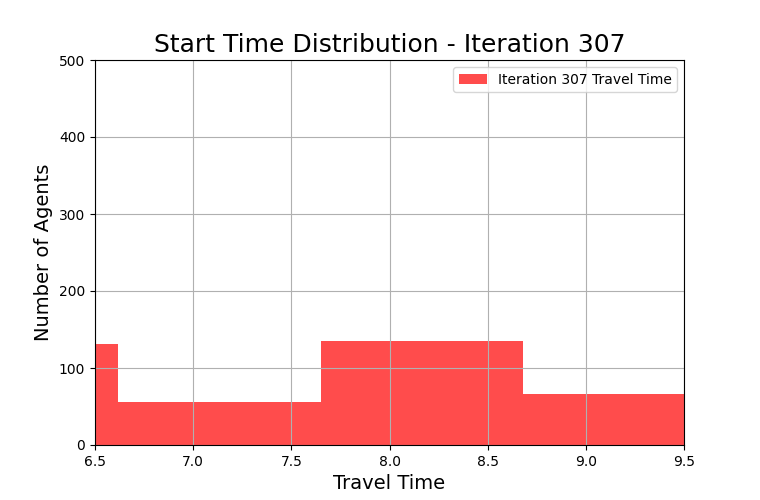 Start Time Distribution - Iteration 307
Iteration 307 Travel Time
Number of Agents
500
400
300
200
100
0
6.5 7.0 7.5 8.0 8.5 9.0 9.5
Travel Time